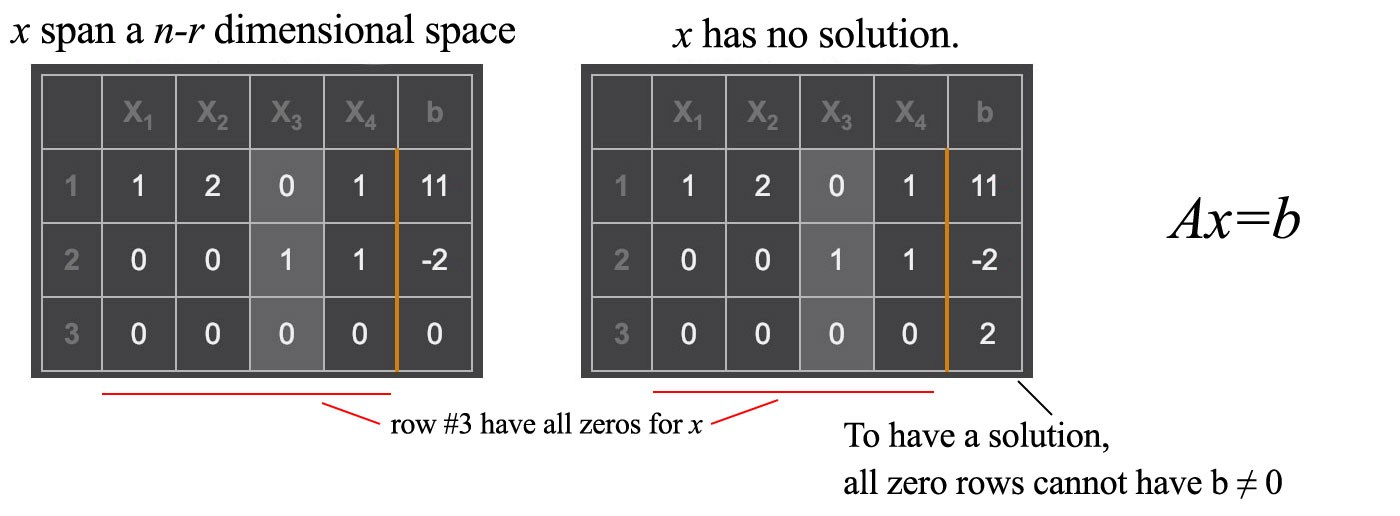 x span a n-r dimensional space
x has no solution.
X₁ X₂ X₃ X₄ b
1 1 2 0 1 11
2 0 0 1 1 -2
3 0 0 0 0 0
X₁ X₂ X₃ X₄ b
1 1 2 0 1 11
2 0 0 1 1 -2
3 0 0 0 0 2
Ax=b
row #3 have all zeros for x
To have a solution,
all zero rows cannot have b ≠ 0